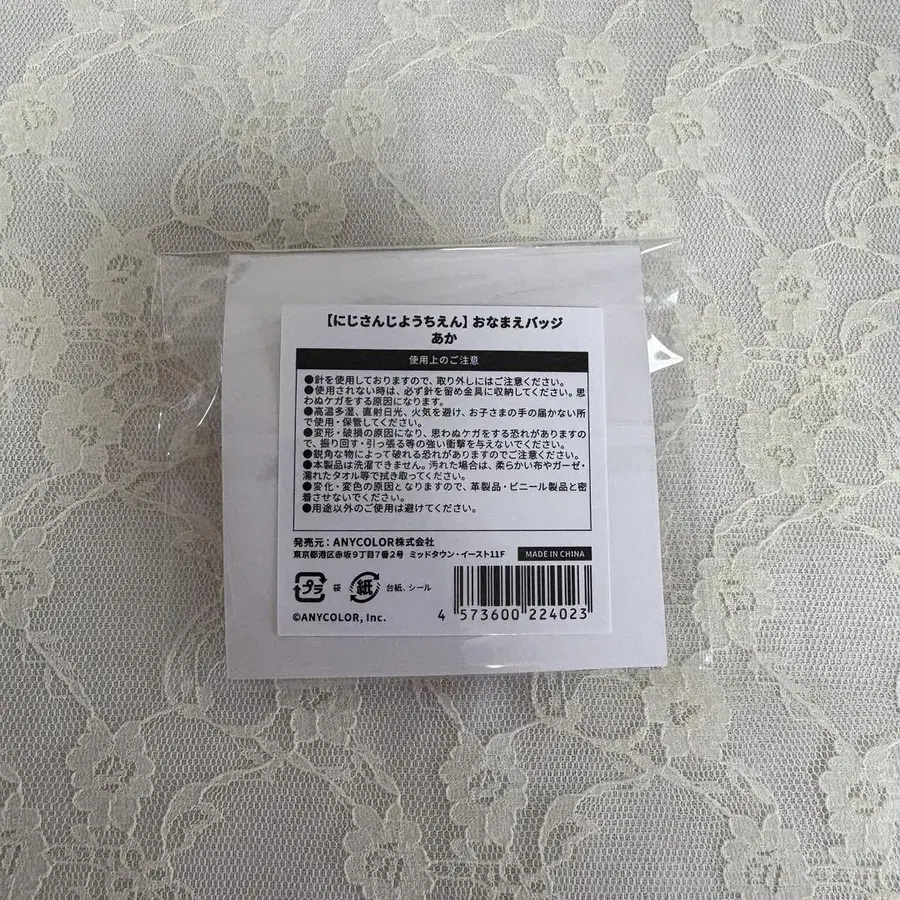 【にじさんじようちえん】おなまえバッジ
あか
使用上のご注意
●針を使用しておりますので、取り外しにはご注意ください。
●使用されない時は、必ず針を留め金具に収納してください。思
わぬケガをする原因になります。
●高温多湿、直射日光、火気を避け、お子さまの手の届かない所
で使用・保管してください。
●変形・破損の原因になり、思わぬケガをする恐れがありますの
で、振り回す・引っ張る等の強い衝撃を与えないでください。
●鋭角な物によって破れる恐れがありますのでご注意ください。
●本製品は洗濯できません。汚れた場合は、柔らかい布やガーゼ・
濡れたタオル等で拭き取ってください。
●変化・変色の原因となりますので、革製品・ビニール製品と密
着させないでください。
●用途以外のご使用は避けてください。
発売元：ANYCOLOR株式会社
東京都港区赤坂9丁目7番2号 ミッドタウン・イースト11F MADE IN CHINA
プラ 袋 紙 台紙、シール
©ANYCOLOR, Inc.
4 573600 224023